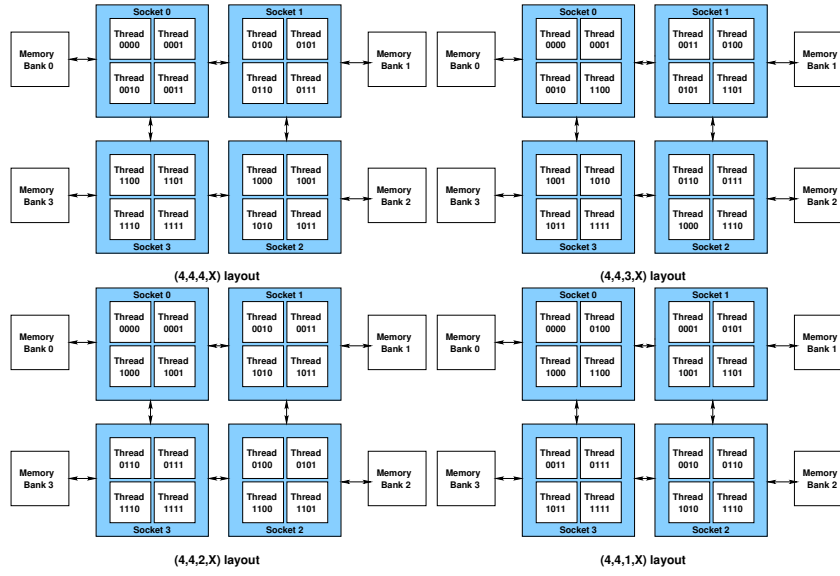 Socket 0
Thread 0000
Thread 0001
Thread 0010
Thread 0011
Memory Bank 0
Socket 1
Thread 0100
Thread 0101
Thread 0110
Thread 0111
Memory Bank 1
Thread 1100
Thread 1101
Thread 1110
Thread 1111
Socket 3
Memory Bank 3
Thread 1000
Thread 1001
Thread 1010
Thread 1011
Socket 2
Memory Bank 2
(4,4,4,X) layout
Socket 0
Thread 0000
Thread 0001
Thread 0010
Thread 1100
Memory Bank 0
Socket 1
Thread 0011
Thread 0100
Thread 0101
Thread 1101
Memory Bank 1
Thread 1001
Thread 1010
Thread 1011
Thread 1111
Socket 3
Memory Bank 3
Thread 0110
Thread 0111
Thread 1000
Thread 1110
Socket 2
Memory Bank 2
(4,4,3,X) layout
Socket 0
Thread 0000
Thread 0001
Thread 1000
Thread 1001
Memory Bank 0
Socket 1
Thread 0010
Thread 0011
Thread 1010
Thread 1011
Memory Bank 1
Thread 0110
Thread 0111
Thread 1110
Thread 1111
Socket 3
Memory Bank 3
Thread 0100
Thread 0101
Thread 1100
Thread 1101
Socket 2
Memory Bank 2
(4,4,2,X) layout
Socket 0
Thread 0000
Thread 0100
Thread 1000
Thread 1100
Memory Bank 0
Socket 1
Thread 0001
Thread 0101
Thread 1001
Thread 1101
Memory Bank 1
Thread 0011
Thread 0111
Thread 1011
Thread 1111
Socket 3
Memory Bank 3
Thread 0010
Thread 0110
Thread 1010
Thread 1110
Socket 2
Memory Bank 2
(4,4,1,X) layout